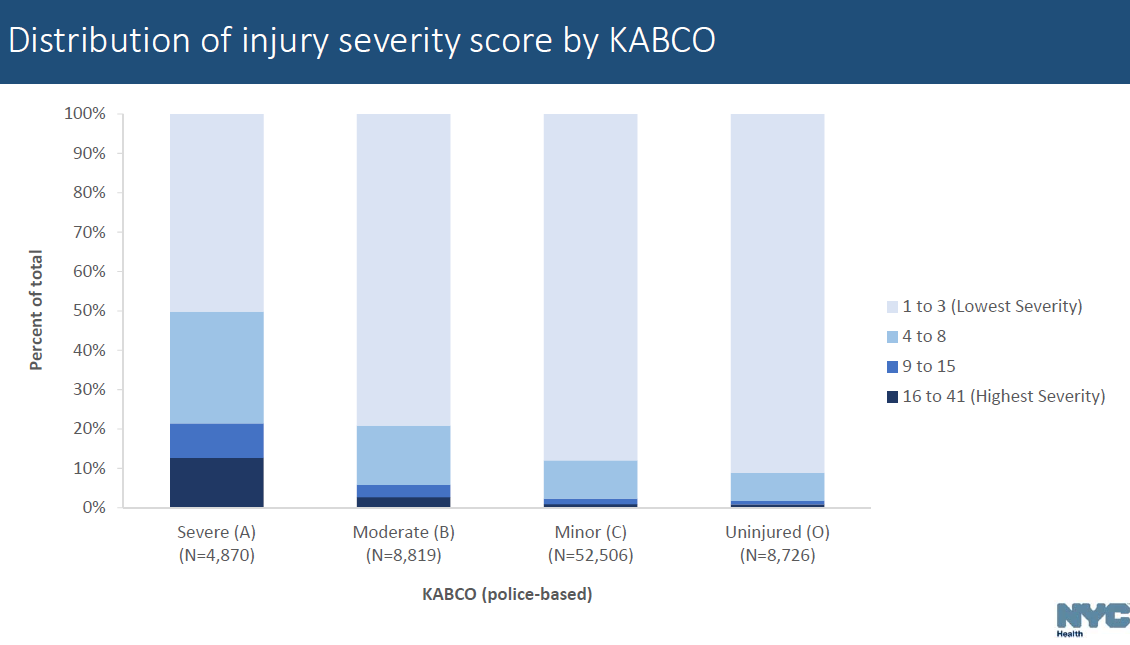 Distribution of injury severity score by KABCO
100%
90%
80%
70%
60%
50%
40%
30%
20%
10%
0%
Percent of total
Severe (A)
(N=4,870)
Moderate (B)
(N=8,819)
Minor (C)
(N=52,506)
Uninjured (O)
(N=8,726)
KABCO (police-based)
1 to 3 (Lowest Severity)
4 to 8
9 to 15
16 to 41 (Highest Severity)
NYC
Health